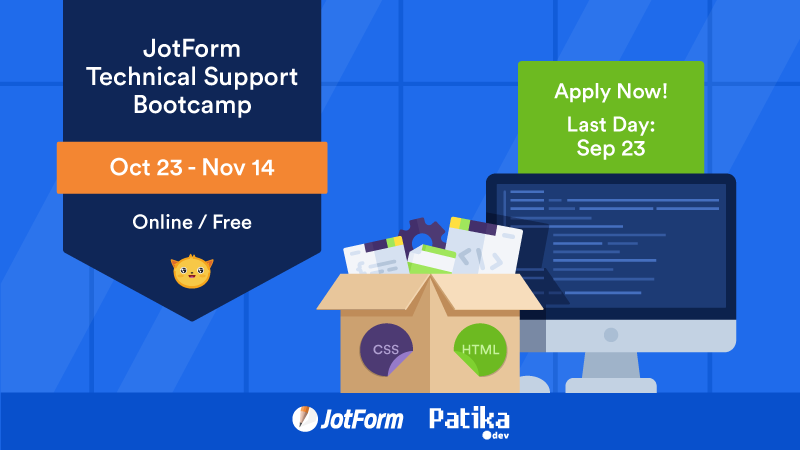 JotForm
Technical Support
Bootcamp
Oct 23 - Nov 14
Online / Free
Apply Now!
Last Day:
Sep 23
CSS
HTML
JotForm
Patika
dev